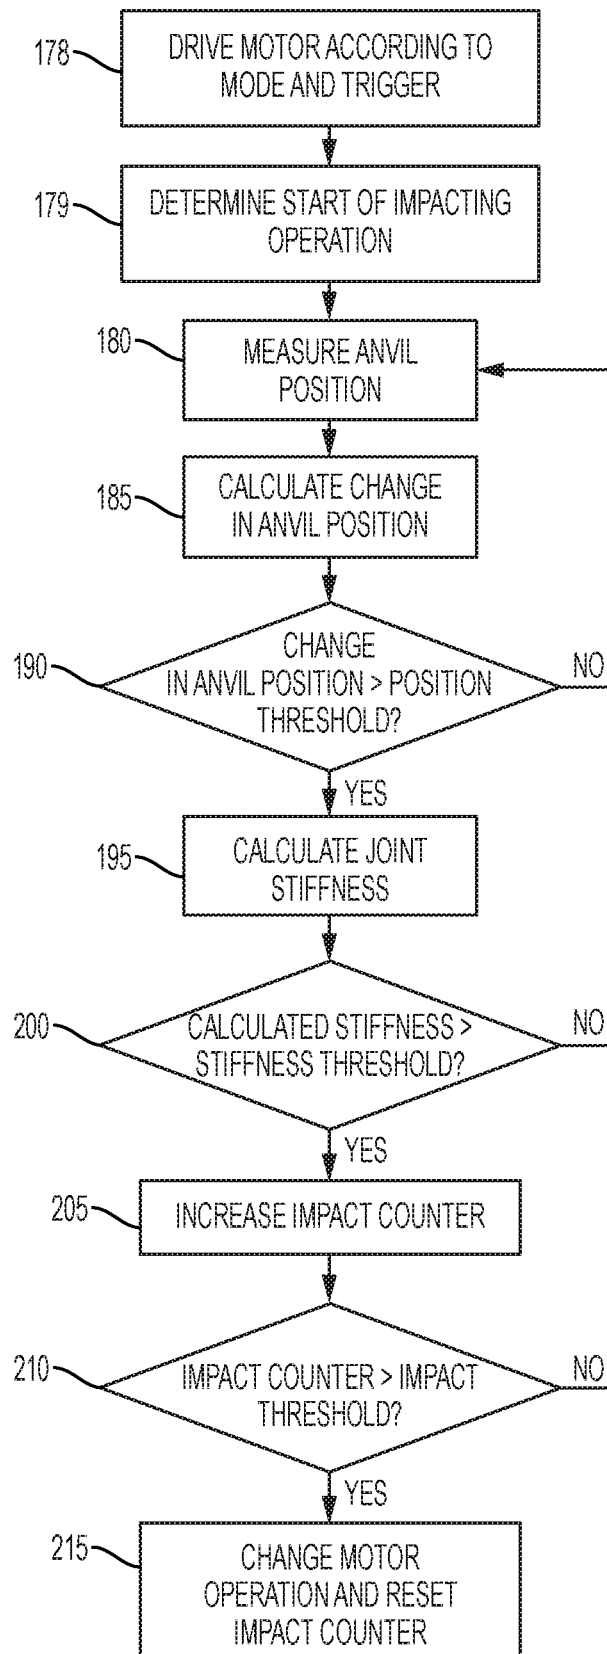 178
DRIVE MOTOR ACCORDING TO
MODE AND TRIGGER
179
DETERMINE START OF IMPACTING
OPERATION
180
MEASURE ANVIL
POSITION
185
CALCULATE CHANGE
IN ANVIL POSITION
190
CHANGE
IN ANVIL POSITION > POSITION
THRESHOLD?
NO
YES
195
CALCULATE JOINT
STIFFNESS
200
CALCULATED STIFFNESS >
STIFFNESS THRESHOLD?
NO
YES
205
INCREASE IMPACT COUNTER
210
IMPACT COUNTER > IMPACT
THRESHOLD?
NO
YES
215
CHANGE MOTOR
OPERATION AND RESET
IMPACT COUNTER